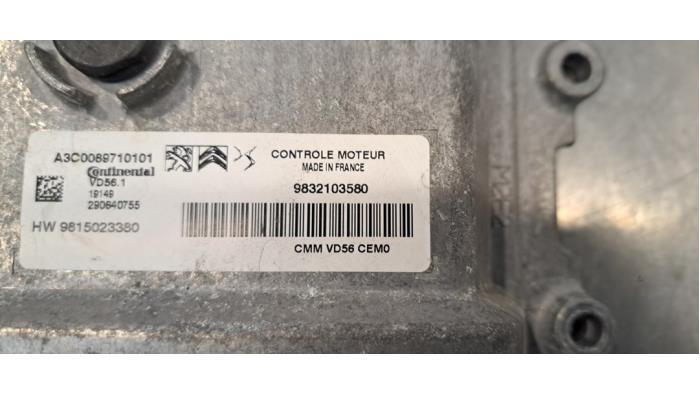 A3C0089710101
Continental
VD56.1
19149
290640755
HW 9815023380
CONTROLE MOTEUR
MADE IN FRANCE
9832103580
CMM VD56 CEM0